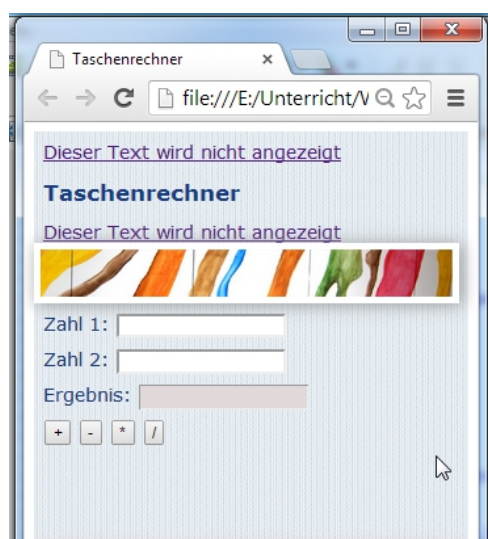 Taschenrechner
file:///E:/Unterricht/
Dieser Text wird nicht angezeigt
Taschenrechner
Dieser Text wird nicht angezeigt
Zahl 1:
Zahl 2:
Ergebnis:
+ - * /